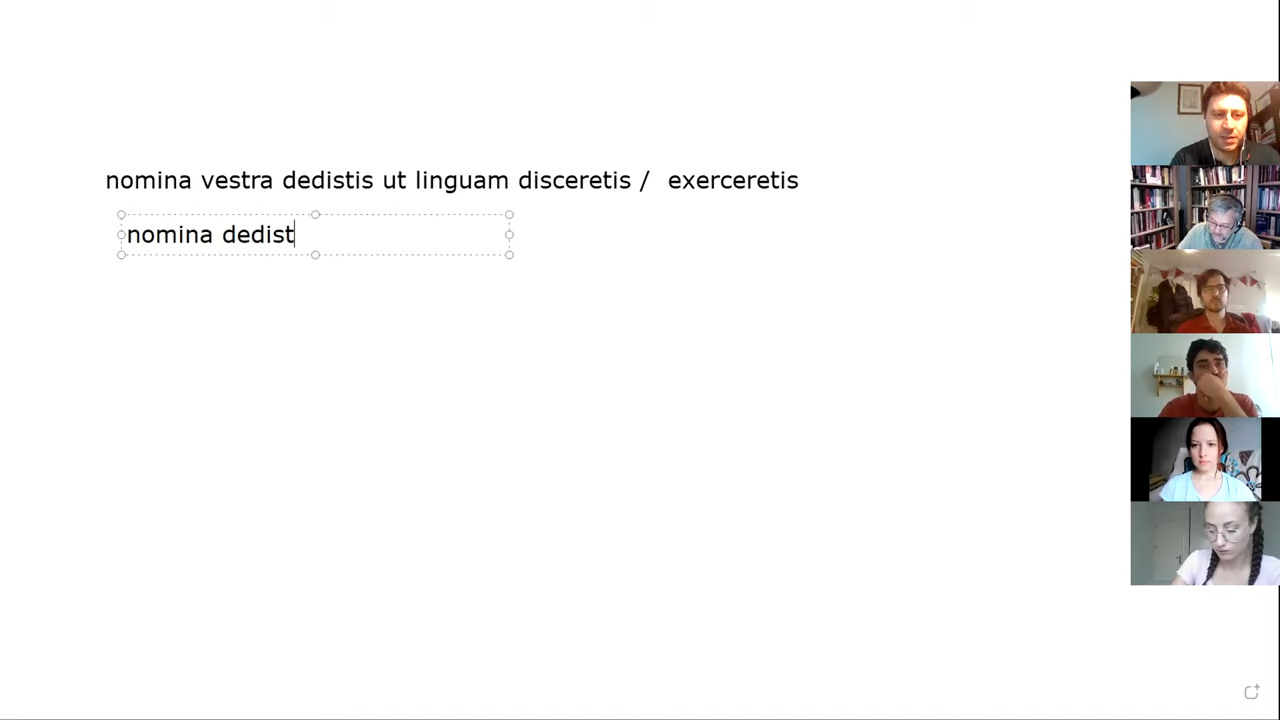 nomina vestra dedistis ut linguam disceretis / exerceretis
nomina dedist